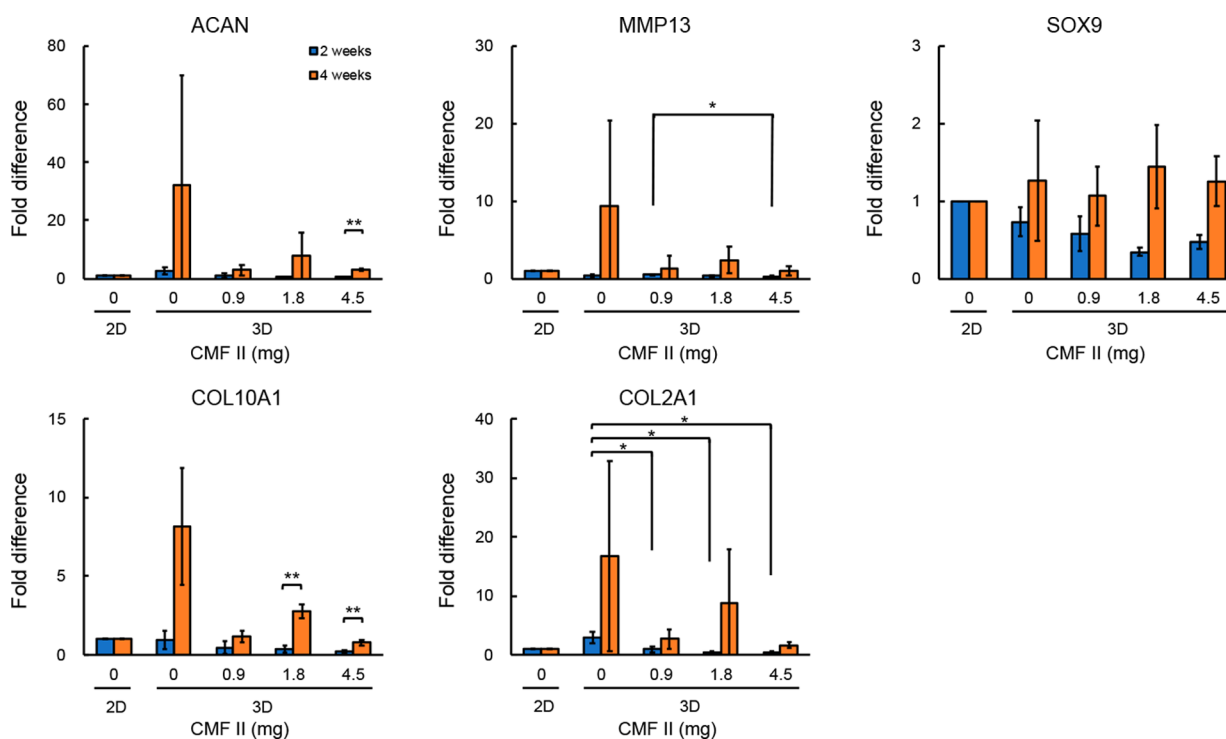 ACAN
80
60
40
20
0
Fold difference
2 weeks
4 weeks
**
0 0 0.9 1.8 4.5
2D 3D
CMF II (mg)
MMP13
30
20
10
0
Fold difference
*
0 0 0.9 1.8 4.5
2D 3D
CMF II (mg)
SOX9
3
2
1
0
Fold difference
0 0 0.9 1.8 4.5
2D 3D
CMF II (mg)
COL10A1
15
10
5
0
Fold difference
**
**
0 0 0.9 1.8 4.5
2D 3D
CMF II (mg)
COL2A1
40
30
20
10
0
Fold difference
*
*
*
0 0 0.9 1.8 4.5
2D 3D
CMF II (mg)